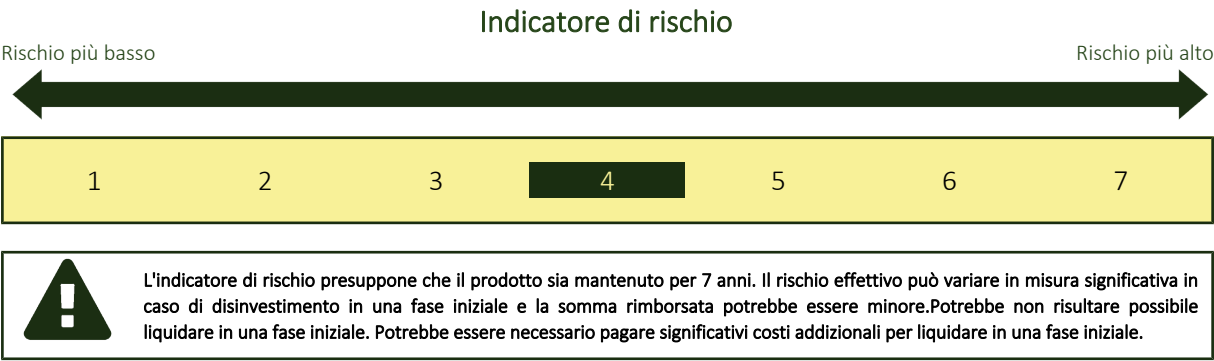 Indicatore di rischio
Rischio più basso Rischio più alto
1 2 3 4 5 6 7
L'indicatore di rischio presuppone che il prodotto sia mantenuto per 7 anni. Il rischio effettivo può variare in misura significativa in
caso di disinvestimento in una fase iniziale e la somma rimborsata potrebbe essere minore.Potrebbe non risultare possibile
liquidare in una fase iniziale. Potrebbe essere necessario pagare significativi costi addizionali per liquidare in una fase iniziale.